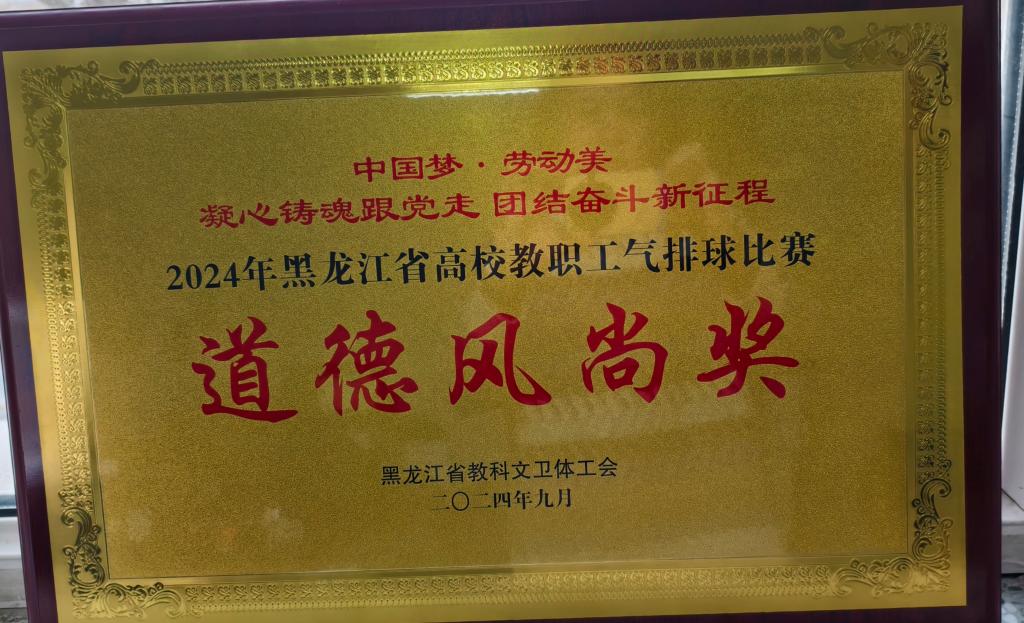 中国梦·劳动美
凝心铸魂跟党走 团结奋斗新征程
2024年黑龙江省高校教职工气排球比赛
道德风尚奖
黑龙江省教科文卫体工会
二〇二四年九月